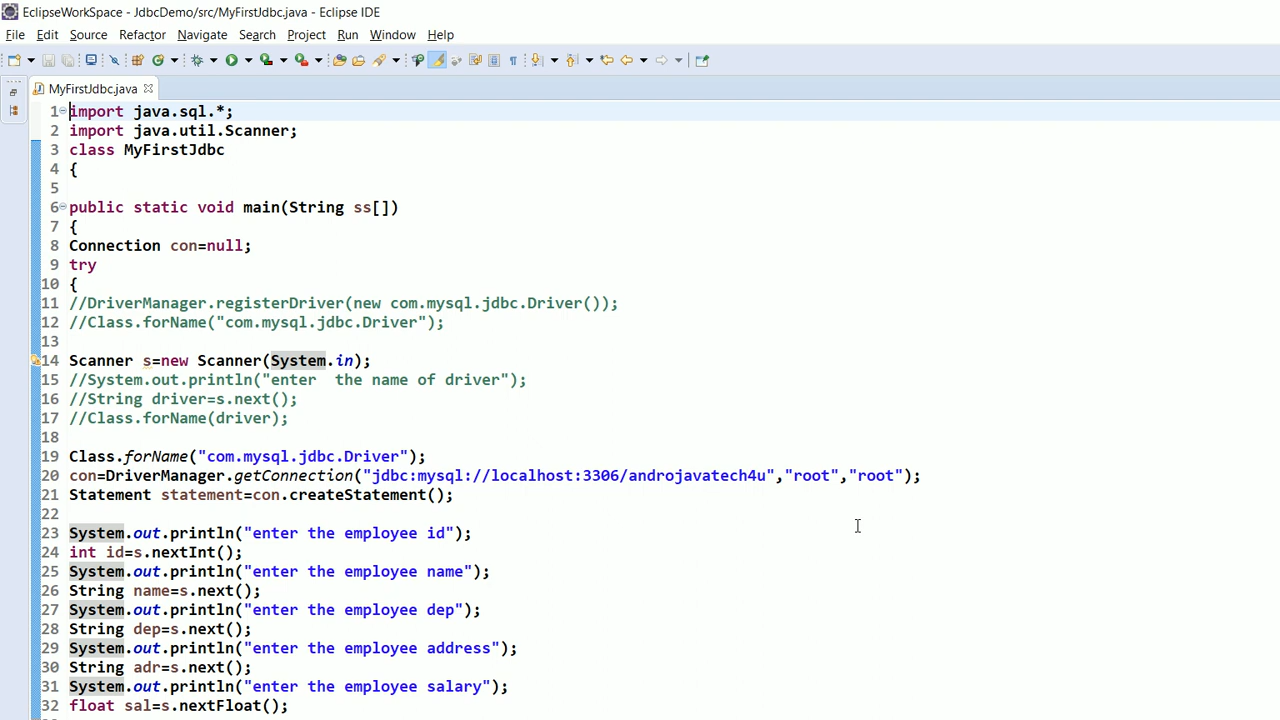 EclipseWorkSpace - JdbcDemo/src/MyFirstJdbc.java - Eclipse IDE
File Edit Source Refactor Navigate Search Project Run Window Help
MyFirstJdbc.java
1 import java.sql.*;
2 import java.util.Scanner;
3 class MyFirstJdbc
4 {
5
6 public static void main(String ss[])
7 {
8 Connection con=null;
9 try
10 {
11 //DriverManager.registerDriver(new com.mysql.jdbc.Driver());
12 //Class.forName("com.mysql.jdbc.Driver");
13
14 Scanner s=new Scanner(System.in);
15 //System.out.println("enter  the name of driver");
16 //String driver=s.next();
17 //Class.forName(driver);
18
19 Class.forName("com.mysql.jdbc.Driver");
20 con=DriverManager.getConnection("jdbc:mysql://localhost:3306/androjavatech4u","root","root");
21 Statement statement=con.createStatement();
22
23 System.out.println("enter the employee id");
24 int id=s.nextInt();
25 System.out.println("enter the employee name");
26 String name=s.next();
27 System.out.println("enter the employee dep");
28 String dep=s.next();
29 System.out.println("enter the employee address");
30 String adr=s.next();
31 System.out.println("enter the employee salary");
32 float sal=s.nextFloat();